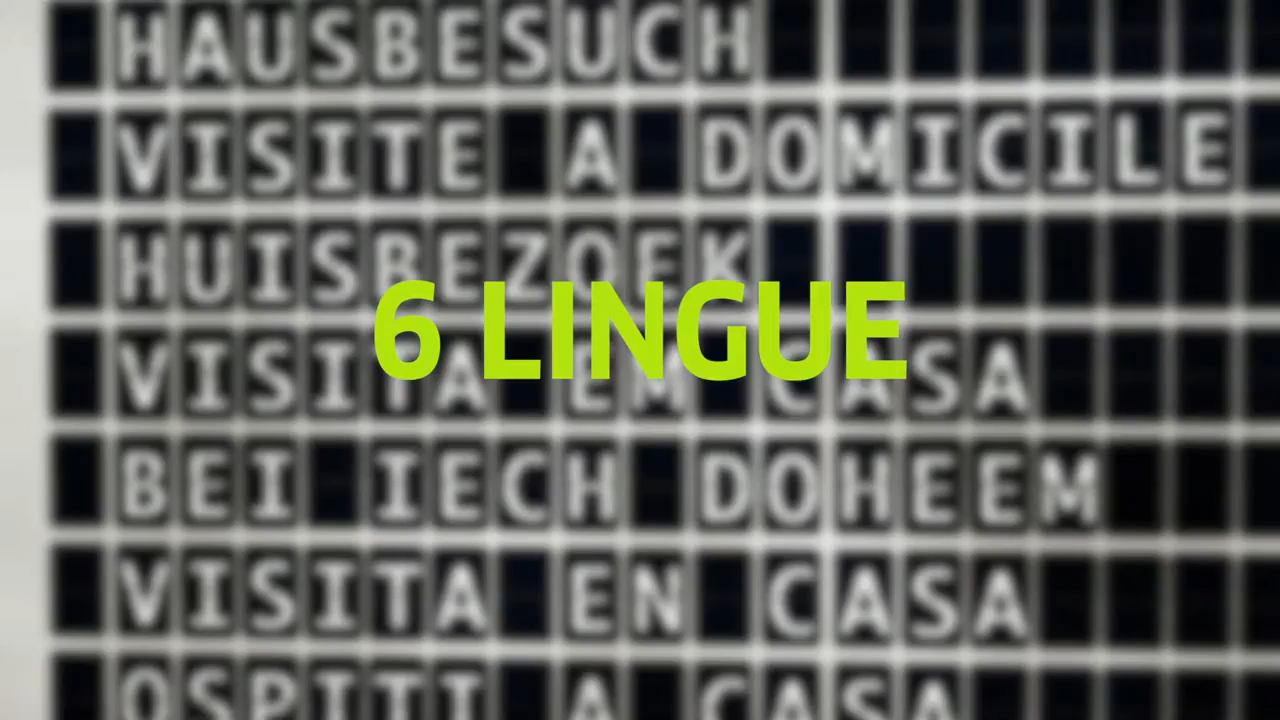 HAUSBESUCH
VISITE A DOMICILE
HUISBEZOEK
6 LINGUE
VISITA EM CASA
BEI IECH DOHEEM
VISITA EN CASA
OSPITI A CASA